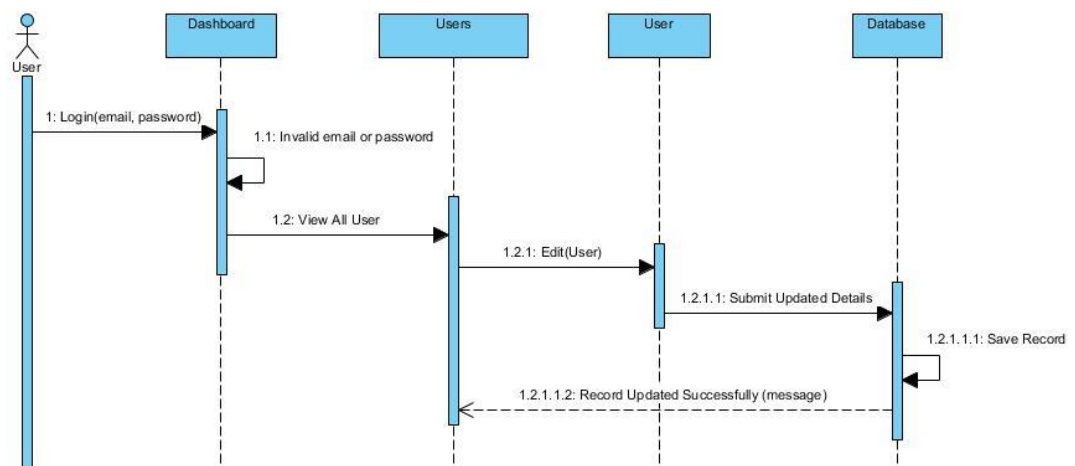 Dashboard
Users
User
Database
User
1: Login(email, password)
1.1: Invalid email or password
1.2: View All User
1.2.1: Edit(User)
1.2.1.1: Submit Updated Details
1.2.1.1.1: Save Record
1.2.1.1.2: Record Updated Successfully (message)